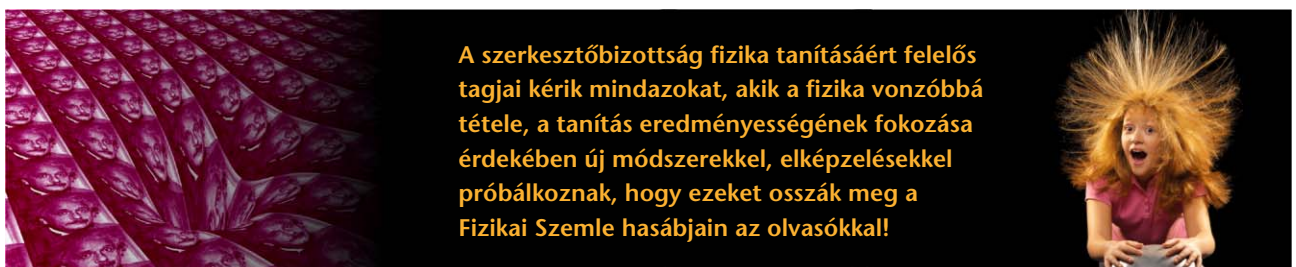 A szerkesztőbizottság fizika tanításáért felelős
tagjai kérik mindazokat, akik a fizika vonzóbbá
tétele, a tanítás eredményességének fokozása
érdekében új módszerekkel, elképzelésekkel
próbálkoznak, hogy ezeket osszák meg a
Fizikai Szemle hasábjain az olvasókkal!